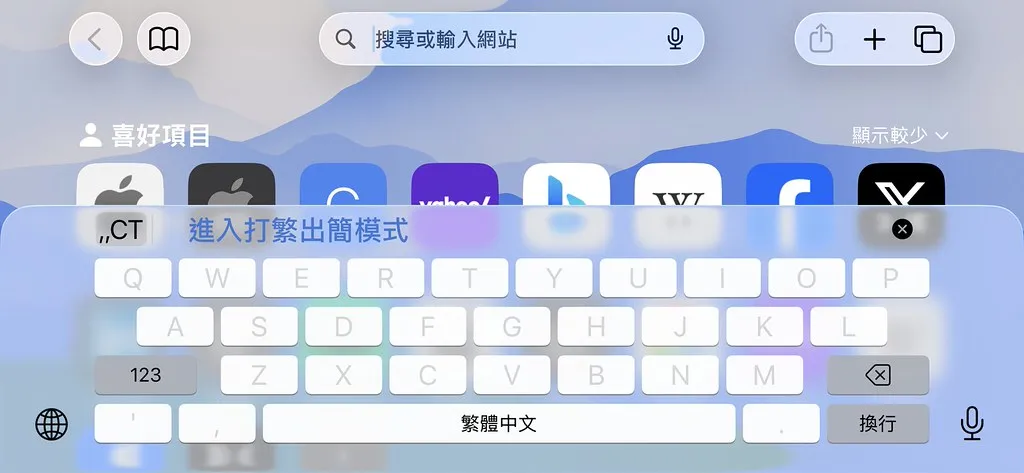 搜尋或輸入網站
喜好項目
顯示較少
yahoo!
W
f
,,CT 進入打繁出簡模式
Q W E R T Y U I O P
A S D F G H J K L
123 Z X C V B N M
' , 繁體中文 . 換行